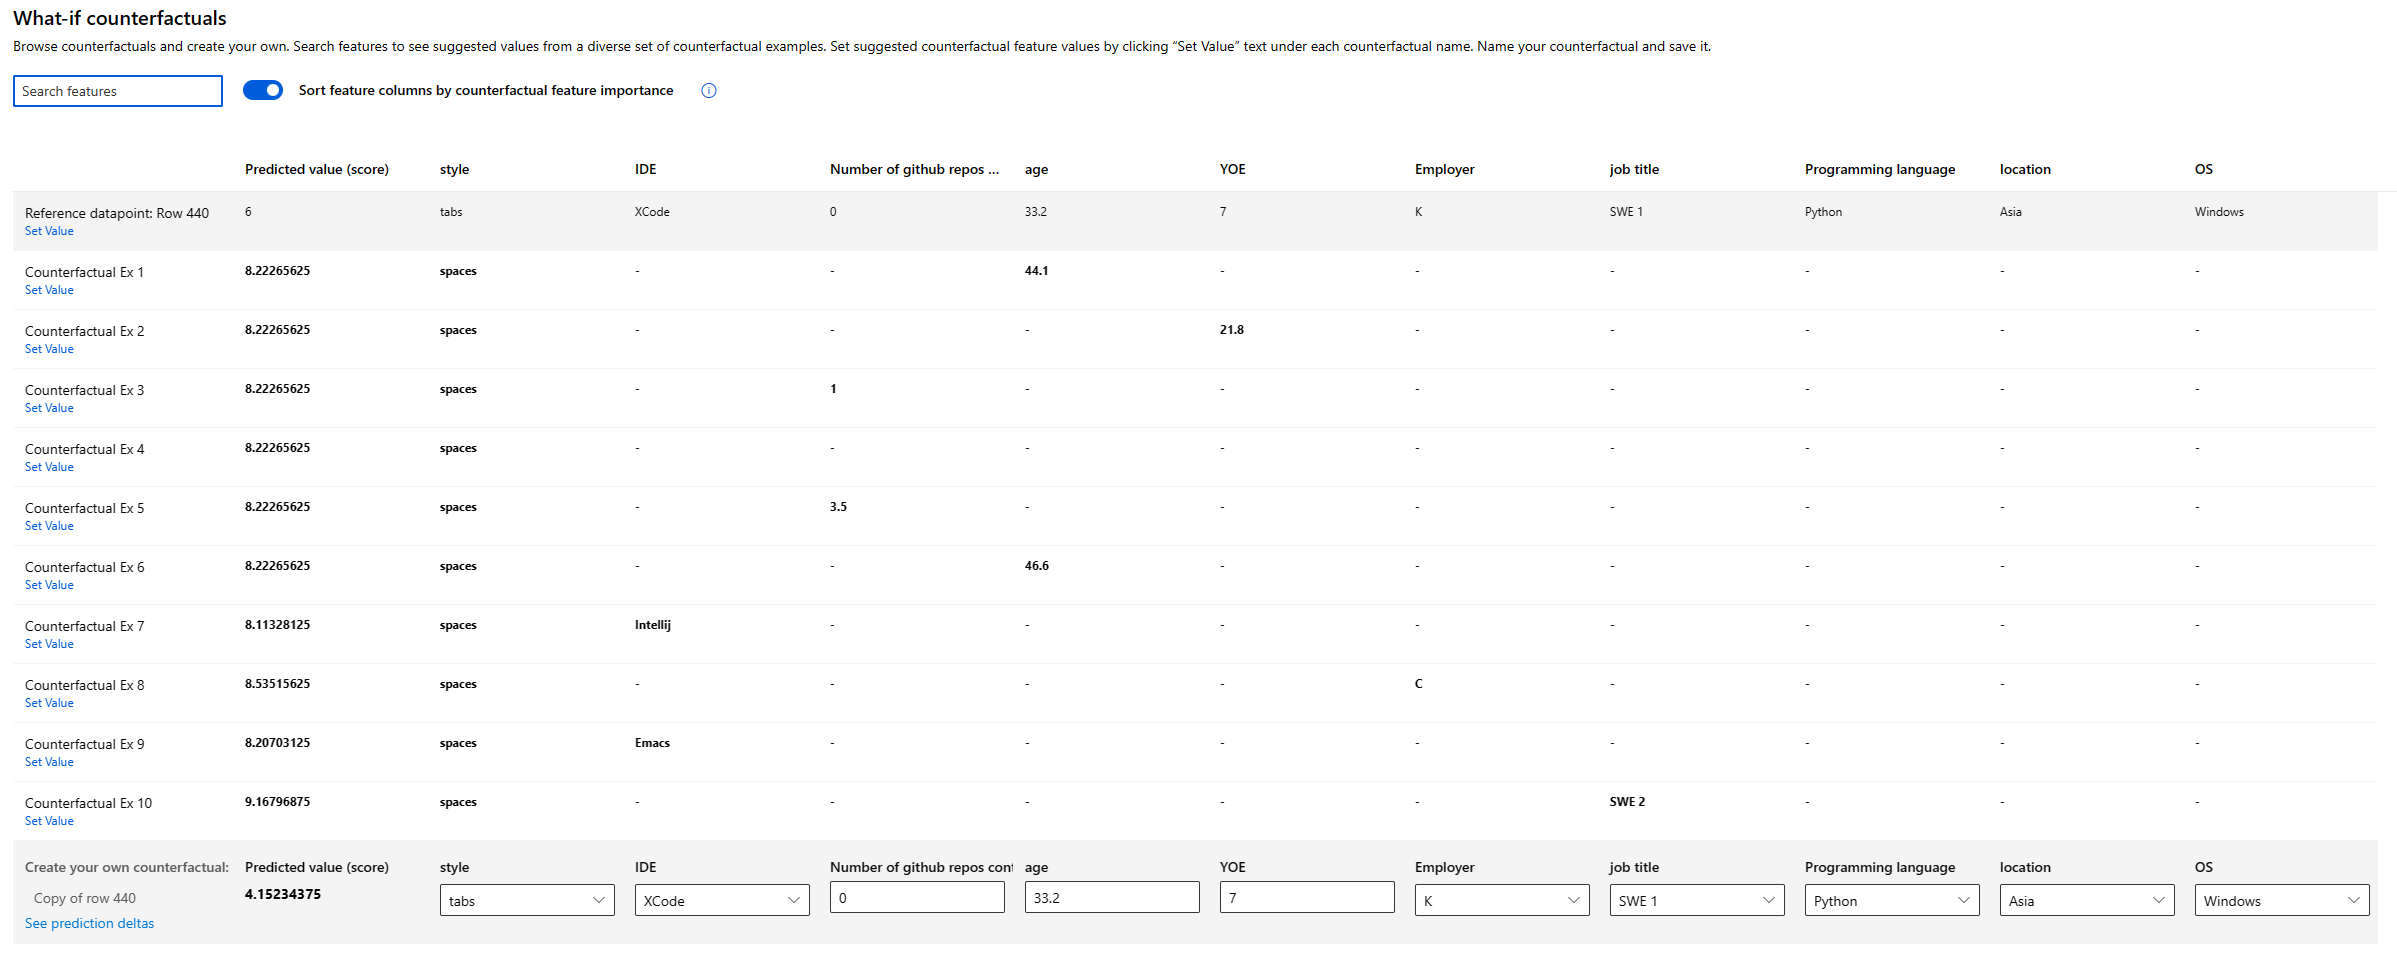 What-if counterfactuals
Browse counterfactuals and create your own. Search features to see suggested values from a diverse set of counterfactual examples. Set suggested counterfactual feature values by clicking “Set Value” text under each counterfactual name. Name your counterfactual and save it.
Search features Sort feature columns by counterfactual feature importance
Predicted value (score) style IDE Number of github repos ... age YOE Employer job title Programming language location OS
Reference datapoint: Row 440 6 tabs XCode 0 33.2 7 K SWE 1 Python Asia Windows
Set Value
Counterfactual Ex 1 8.22265625 spaces - - 44.1 - - - - - -
Set Value
Counterfactual Ex 2 8.22265625 spaces - - - 21.8 - - - - -
Set Value
Counterfactual Ex 3 8.22265625 spaces - 1 - - - - - - -
Set Value
Counterfactual Ex 4 8.22265625 spaces - - - - - - - - -
Set Value
Counterfactual Ex 5 8.22265625 spaces - 3.5 - - - - - - -
Set Value
Counterfactual Ex 6 8.22265625 spaces - - 46.6 - - - - - -
Set Value
Counterfactual Ex 7 8.11328125 spaces Intellij - - - - - - - -
Set Value
Counterfactual Ex 8 8.53515625 spaces - - - - C - - - -
Set Value
Counterfactual Ex 9 8.20703125 spaces Emacs - - - - - - - -
Set Value
Counterfactual Ex 10 9.16796875 spaces - - - - - SWE 2 - - -
Set Value
Create your own counterfactual: Predicted value (score) style IDE Number of github repos cont age YOE Employer job title Programming language location OS
Copy of row 440 4.15234375 tabs XCode 0 33.2 7 K SWE 1 Python Asia Windows
See prediction deltas